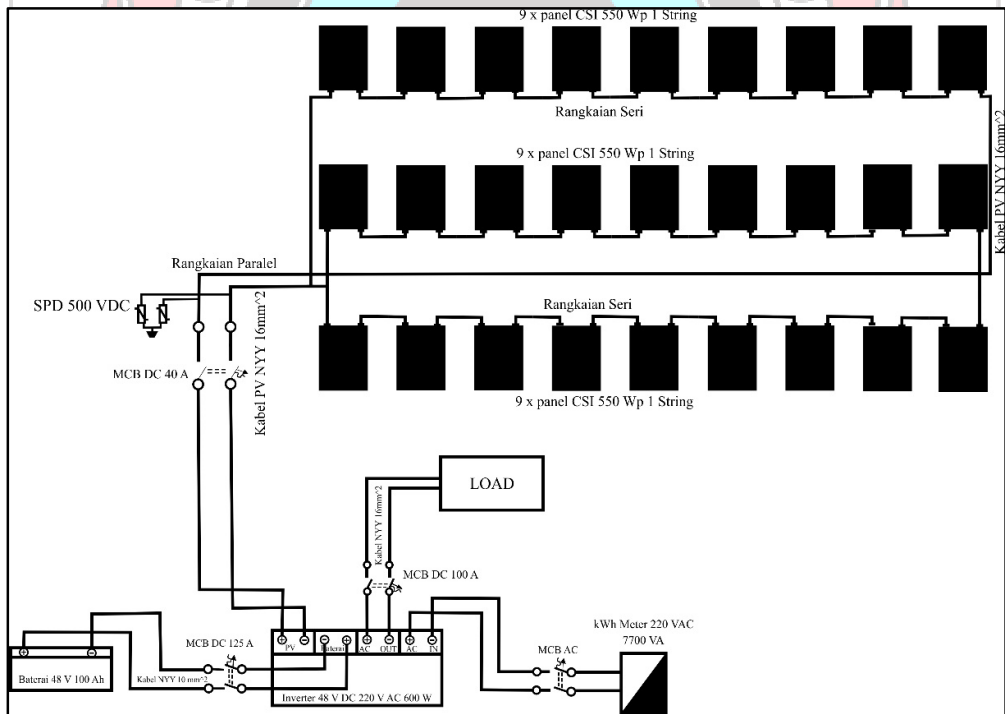 9 x panel CSI 550 Wp 1 String
Rangkaian Seri
Kabel PV NYY 16mm^2
9 x panel CSI 550 Wp 1 String
Rangkaian Paralel
SPD 500 VDC
Rangkaian Seri
MCB DC 40 A
Kabel PV NYY 16mm^2
9 x panel CSI 550 Wp 1 String
LOAD
Kabel NYY 16mm^2
MCB DC 100 A
kWh Meter 220 VAC
7700 VA
MCB DC 125 A
MCB AC
PV
Baterai
AC
OUT
AC
IN
Baterai 48 V 100 Ah
Kabel NYY 10 mm^2
Inverter 48 V DC 220 V AC 600 W